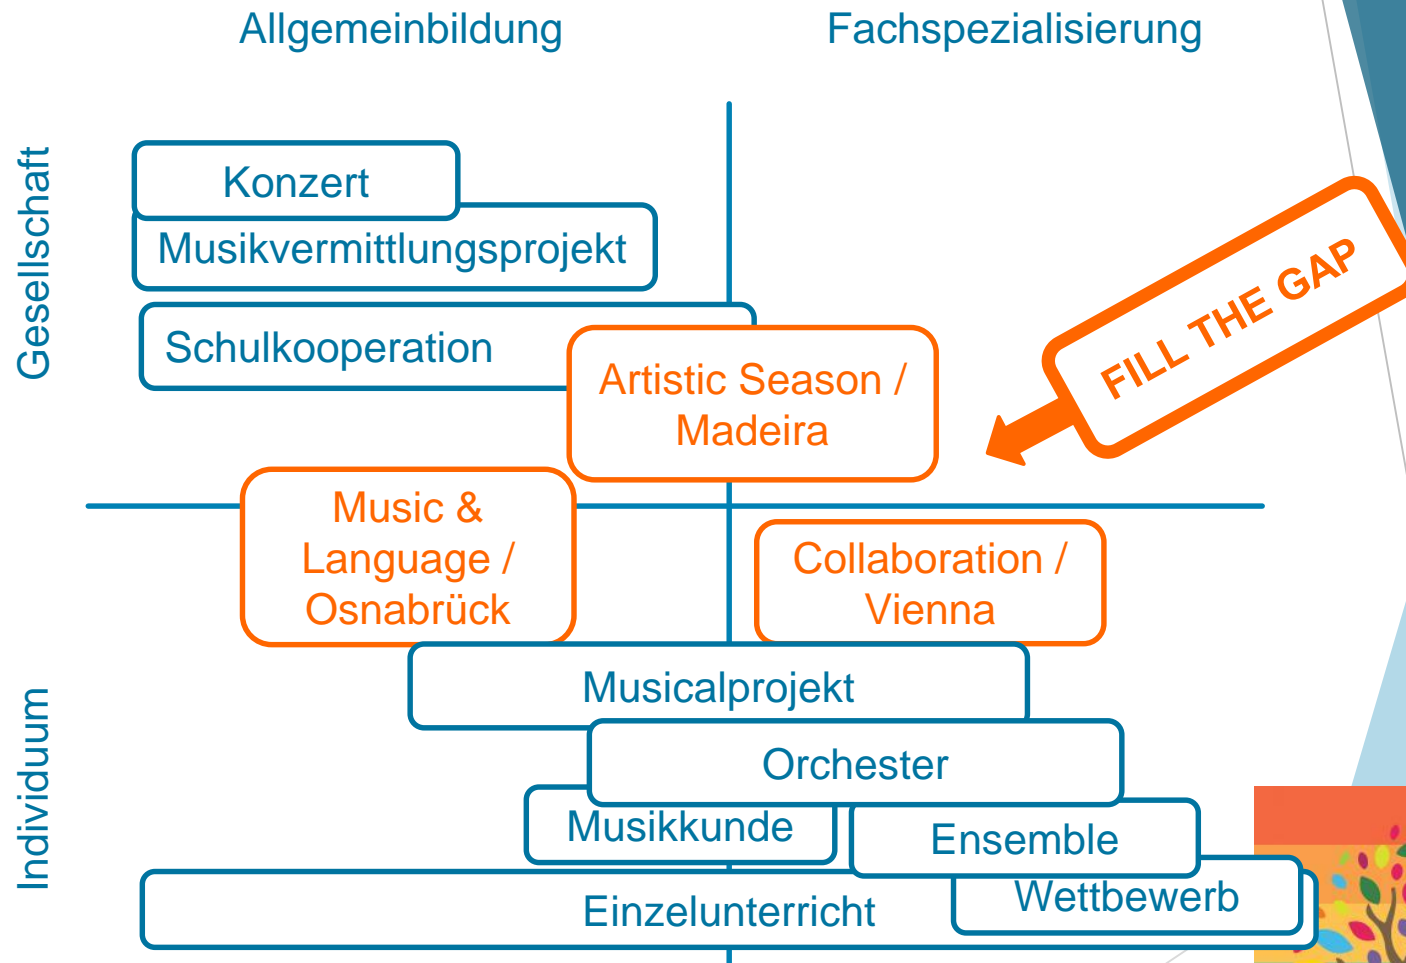 Allgemeinbildung
Fachspezialisierung
Gesellschaft
Konzert
Musikvermittlungsprojekt
Schulkooperation
Artistic Season /
Madeira
FILL THE GAP
Music &
Language /
Osnabrück
Collaboration /
Vienna
Individuum
Musicalprojekt
Orchester
Musikkunde
Ensemble
Wettbewerb
Einzelunterricht